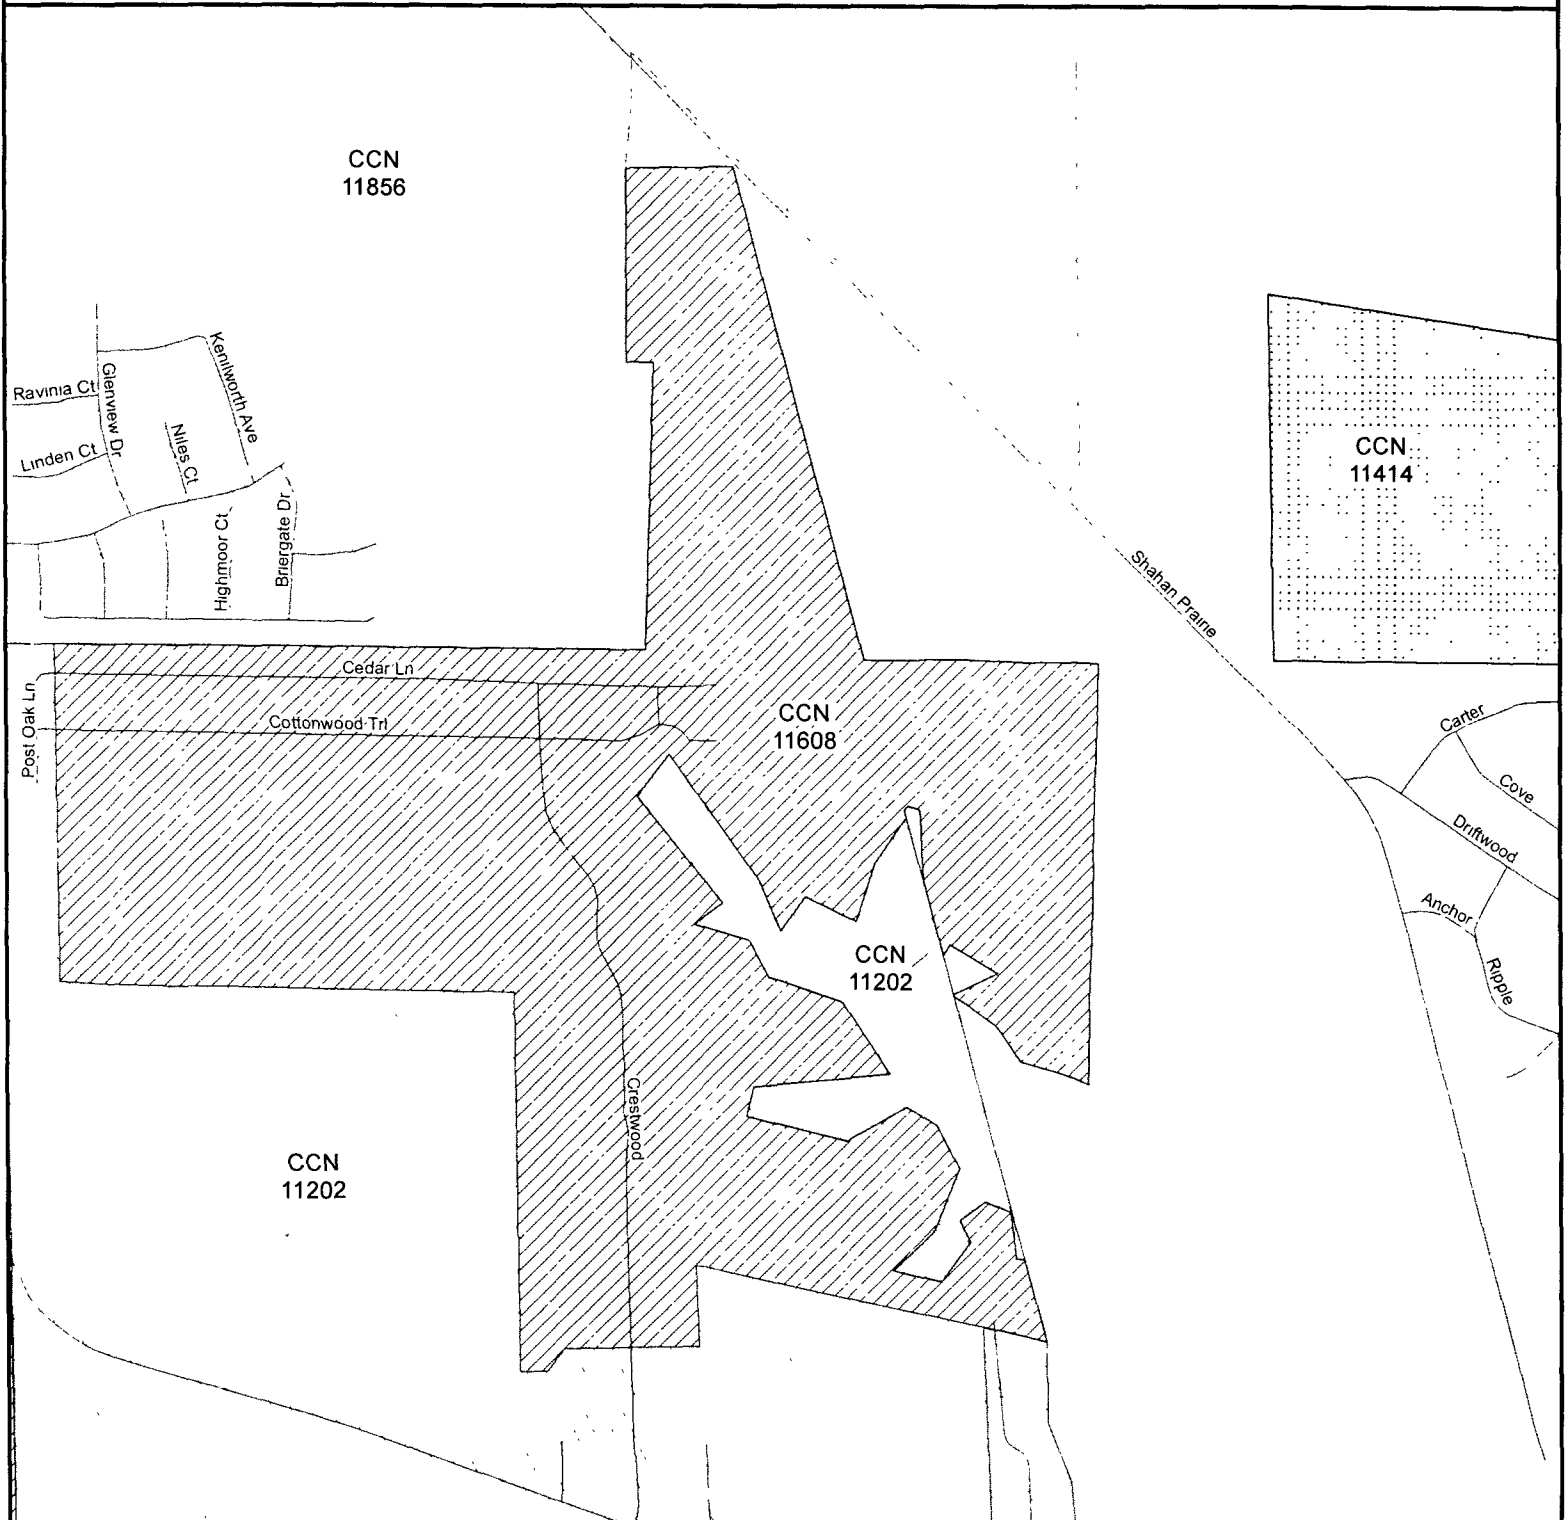 CCN
11856
Kenilworth Ave
Glenview Dr
Ravinia Ct
Niles Ct
Linden Ct
CCN
11414
Highmoor Ct
Briergate Dr
Shahan Prairie
Cedar Ln
Post Oak Ln
Cottonwood Trl
CCN
11608
Carter
Cove
Driftwood
Anchor
CCN
11202
Ripple
Crestwood
CCN
11202